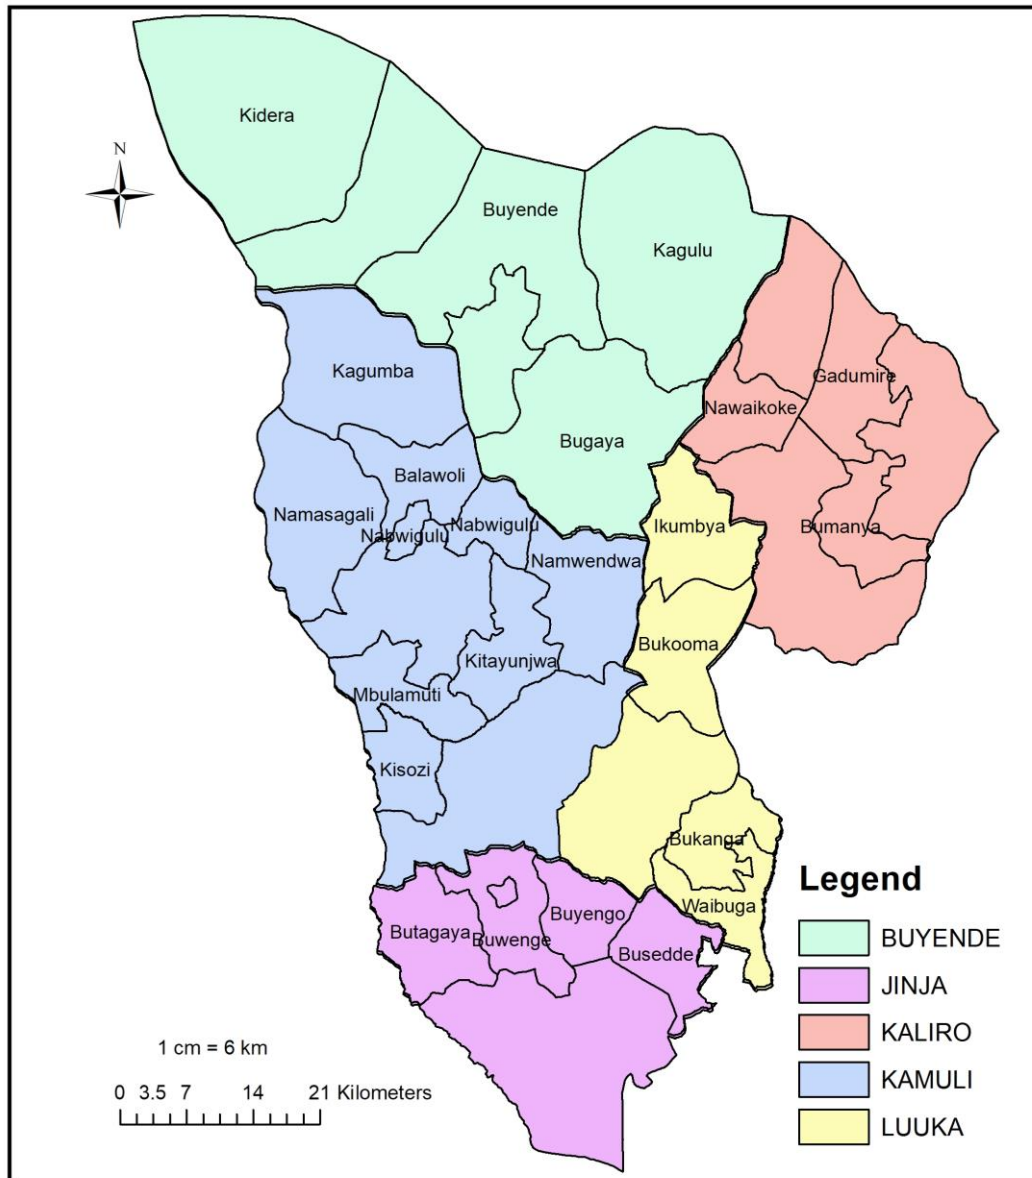 Kidera
N
Buyende
Kagulu
Kagumba
Gadumire
Nawaikoke
Bugaya
Balawoli
Namasagali
Nabwigulu
Nabwigulu
Ikumbya
Bumanya
Namwendwa
Bukooma
Kitayunjwa
Mbulamuti
Kisozi
Bukanga
Waibuga
Butagaya
Buwenge
Buyengo
Busedde
Legend
BUYENDE
JINJA
KALIRO
KAMULI
LUUKA
1 cm = 6 km
0 3.5 7 14 21 Kilometers